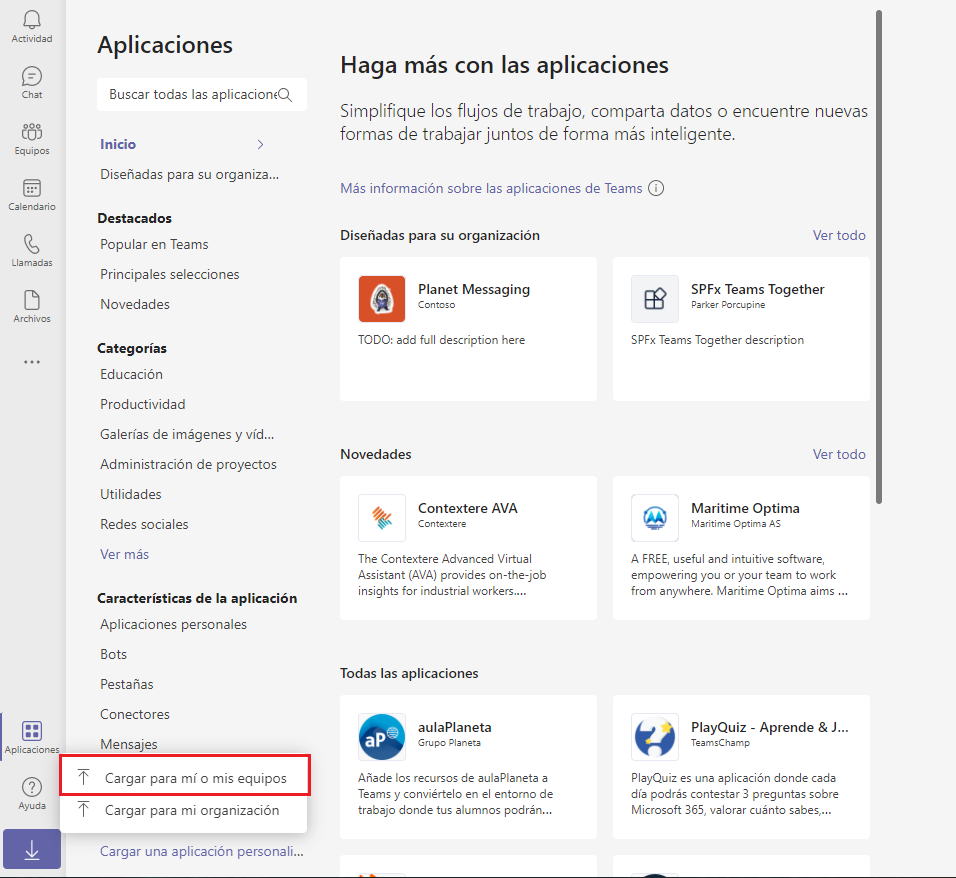 Actividad
Chat
Equipos
Calendario
Llamadas
Archivos
Aplicaciones
Ayuda
Aplicaciones
Buscar todas las aplicacione
Inicio
Diseñadas para su organiza...
Destacados
Popular en Teams
Principales selecciones
Novedades
Categorías
Educación
Productividad
Galerías de imágenes y víd...
Administración de proyectos
Utilidades
Redes sociales
Ver más
Características de la aplicación
Aplicaciones personales
Bots
Pestañas
Conectores
Mensajes
Cargar para mí o mis equipos
Cargar para mi organización
Cargar una aplicación personali...
Haga más con las aplicaciones
Simplifique los flujos de trabajo, comparta datos o encuentre nuevas
formas de trabajar juntos de forma más inteligente.
Más información sobre las aplicaciones de Teams
Diseñadas para su organización
Ver todo
Planet Messaging
Contoso
TODO: add full description here
SPFx Teams Together
Parker Porcupine
SPFx Teams Together description
Novedades
Ver todo
Contextere AVA
Contextere
The Contextere Advanced Virtual
Assistant (AVA) provides on-the-job
insights for industrial workers....
Maritime Optima
Maritime Optima AS
A FREE, useful and intuitive software,
empowering you or your team to work
from anywhere. Maritime Optima aims ...
Todas las aplicaciones
aP
aulaPlaneta
Grupo Planeta
Añade los recursos de aulaPlaneta a
Teams y conviértelo en el entorno de
trabajo donde tus alumnos podrán...
PlayQuiz - Aprende & J...
TeamsChamp
PlayQuiz es una aplicación donde cada
día podrás contestar 3 preguntas sobre
Microsoft 365, valorar cuánto sabes,...